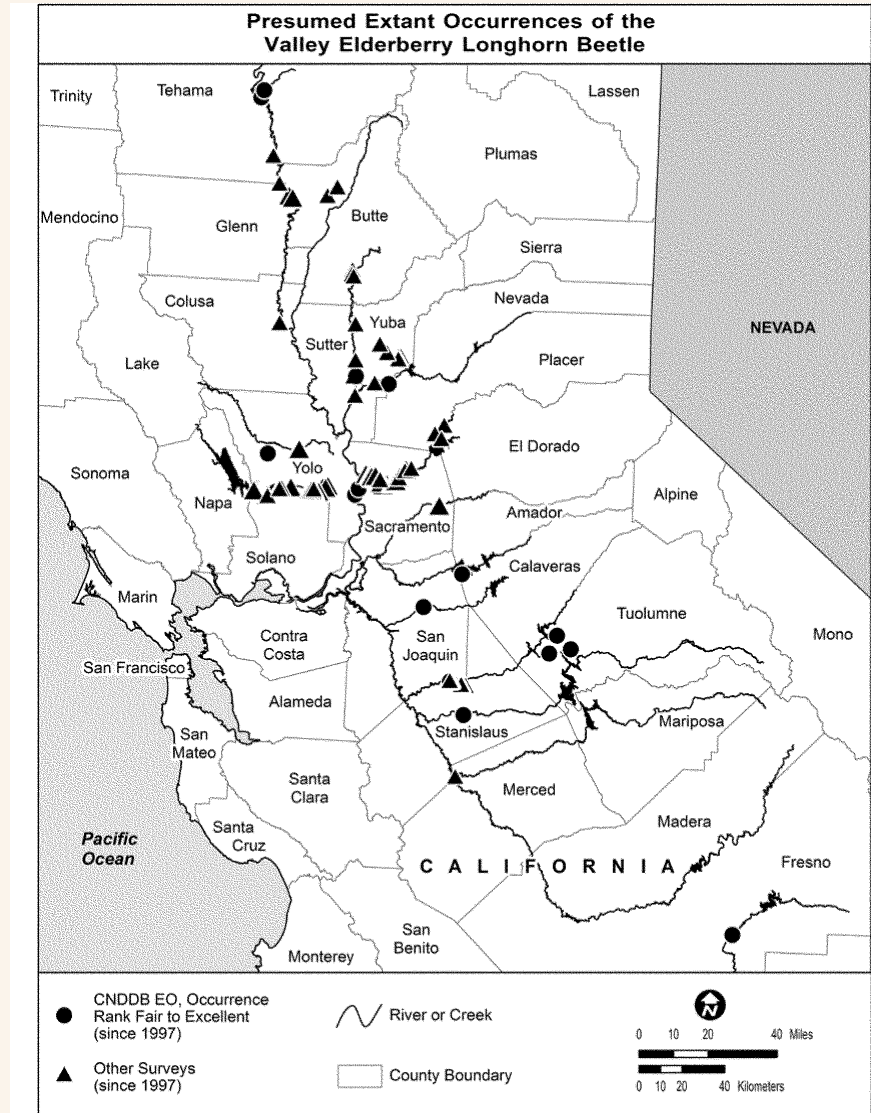 Presumed Extant Occurrences of the
Valley Elderberry Longhorn Beetle
Trinity
Tehama
Lassen
Plumas
Mendocino
Glenn
Butte
Sierra
Colusa
Nevada
Yuba
Sutter
NEVADA
Lake
Placer
El Dorado
Yolo
Sonoma
Napa
Alpine
Sacramento
Amador
Solano
Calaveras
Marin
Tuolumne
Contra
Costa
San
Joaquin
Mono
San Francisco
Alameda
Mariposa
San
Mateo
Stanislaus
Santa
Clara
Merced
Santa
Cruz
Madera
Pacific
Ocean
CALIFORNIA
Fresno
San
Benito
Monterey
CNDDB EO, Occurrence
Rank Fair to Excellent
(since 1997)
River or Creek
N
0 10 20 40 Miles
Other Surveys
(since 1997)
County Boundary
0 10 20 40 Kilometers